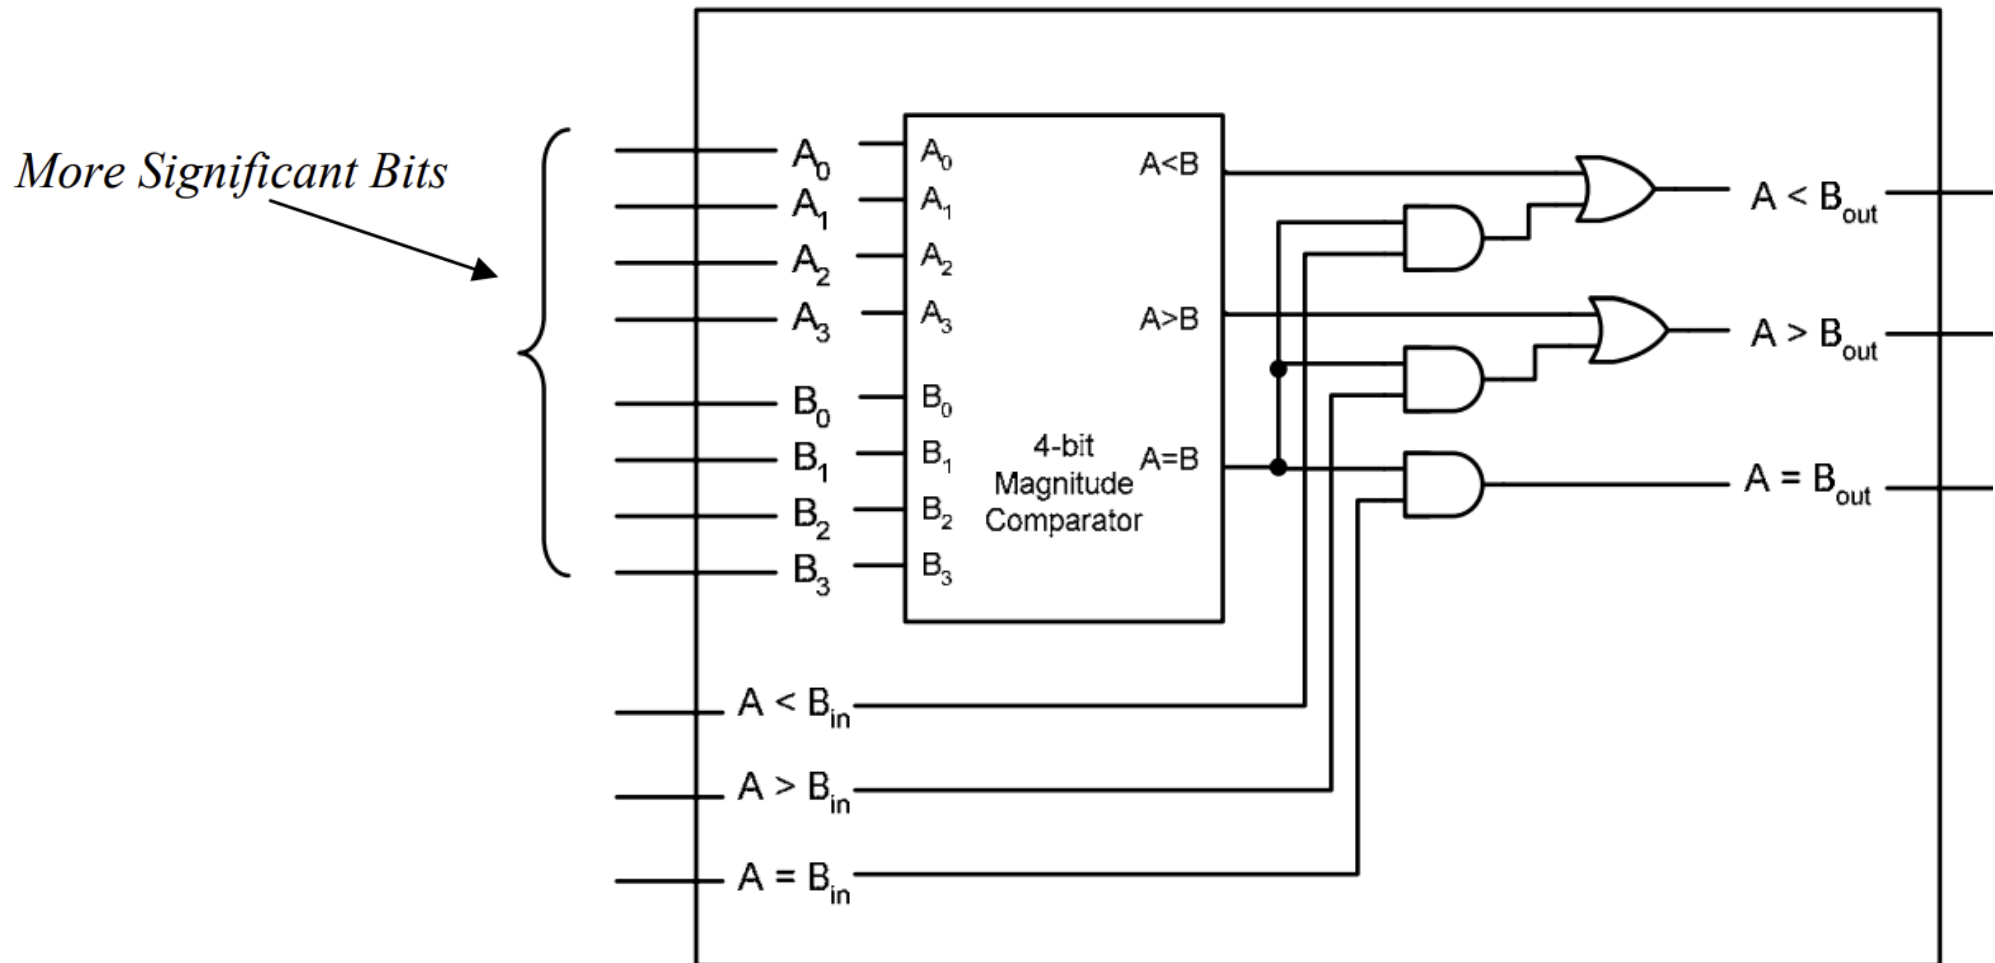 More Significant Bits
A0
A1
A2
A3
B0
B1
B2
B3
A0
A1
A2
A3
B0
B1
B2
B3
A<B
A>B
A=B
4-bit
Magnitude
Comparator
A < Bout
A > Bout
A = Bout
A < Bin
A > Bin
A = Bin